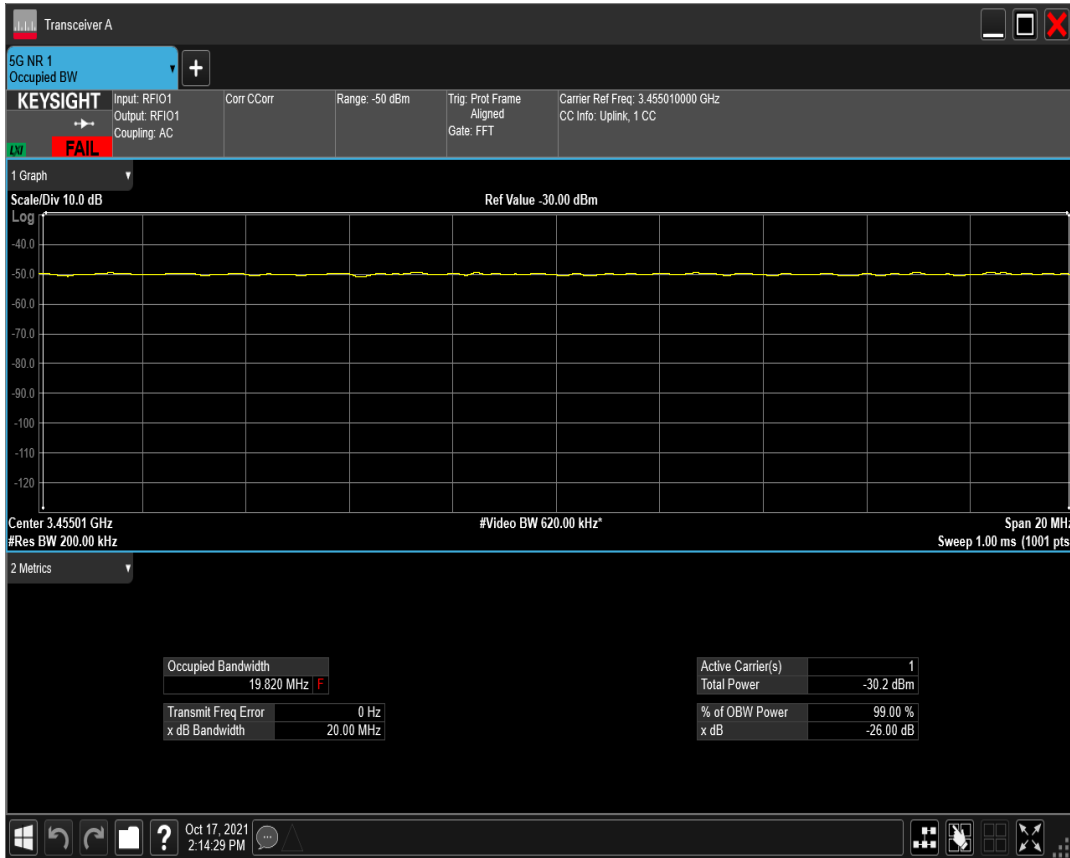 Transceiver A
5G NR 1
Occupied BW
KEYSIGHT
LXI
FAIL
Input: RFIO1
Output: RFIO1
Coupling: AC
Corr CCorr
Range: -50 dBm
Trig: Prot Frame
Aligned
Gate: FFT
Carrier Ref Freq: 3.455010000 GHz
CC Info: Uplink, 1 CC
1 Graph
Scale/Div 10.0 dB
Ref Value -30.00 dBm
Log
-40.0
-50.0
-60.0
-70.0
-80.0
-90.0
-100
-110
-120
Center 3.45501 GHz
#Video BW 620.00 kHz*
Span 20 MHz
#Res BW 200.00 kHz
Sweep 1.00 ms (1001 pts
2 Metrics
Occupied Bandwidth
19.820 MHz F
Transmit Freq Error 0 Hz
x dB Bandwidth 20.00 MHz
Active Carrier(s) 1
Total Power -30.2 dBm
% of OBW Power 99.00 %
x dB -26.00 dB
?
Oct 17, 2021
2:14:29 PM